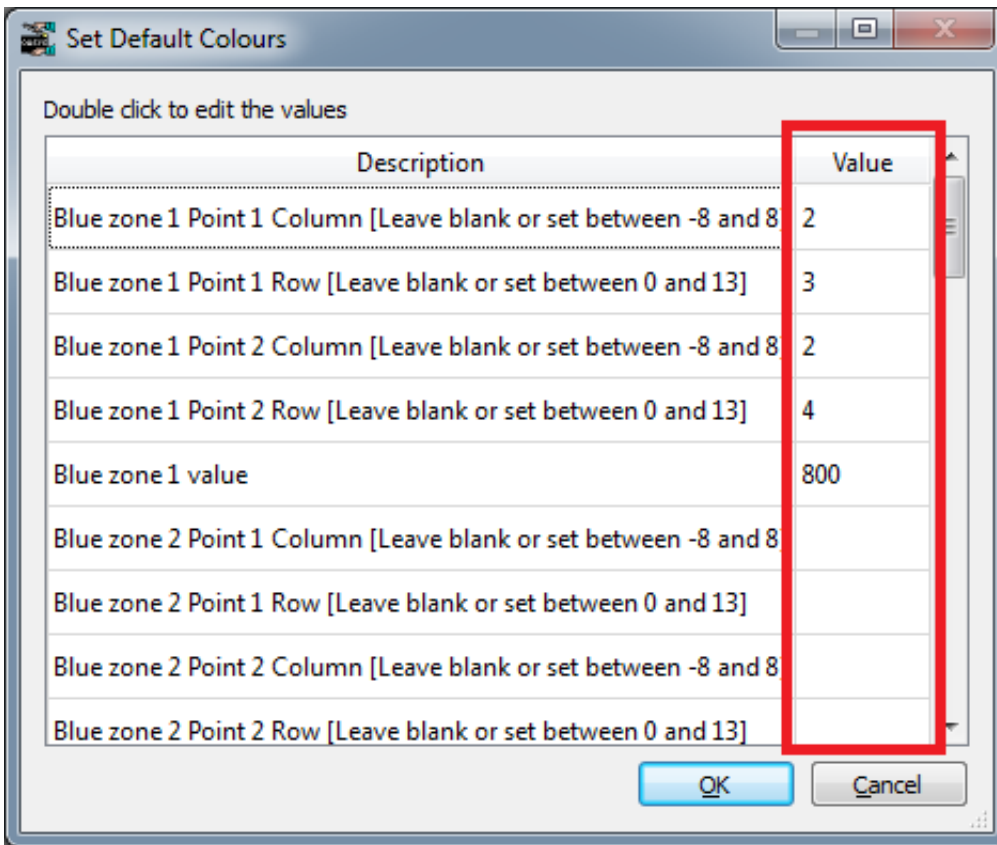 Set Default Colours
Double click to edit the values
Description Value
Blue zone 1 Point 1 Column [Leave blank or set between -8 and 8] 2
Blue zone 1 Point 1 Row [Leave blank or set between 0 and 13] 3
Blue zone 1 Point 2 Column [Leave blank or set between -8 and 8 2
Blue zone 1 Point 2 Row [Leave blank or set between 0 and 13] 4
Blue zone 1 value 800
Blue zone 2 Point 1 Column [Leave blank or set between -8 and 8
Blue zone 2 Point 1 Row [Leave blank or set between 0 and 13]
Blue zone 2 Point 2 Column [Leave blank or set between -8 and 8
Blue zone 2 Point 2 Row [Leave blank or set between 0 and 13]
OK Cancel